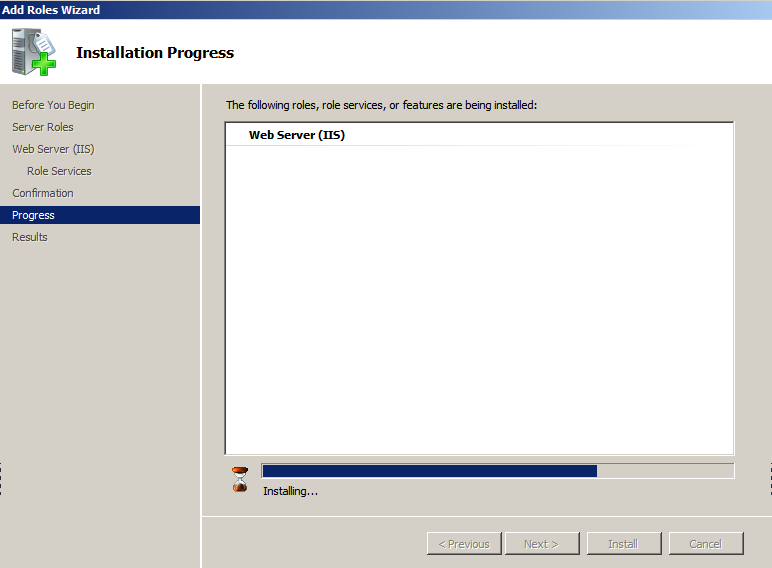 Add Roles Wizard
Installation Progress
Before You Begin
Server Roles
Web Server (IIS)
Role Services
Confirmation
Progress
Results
The following roles, role services, or features are being installed:
Web Server (IIS)
Installing...
< Previous
Next >
Install
Cancel